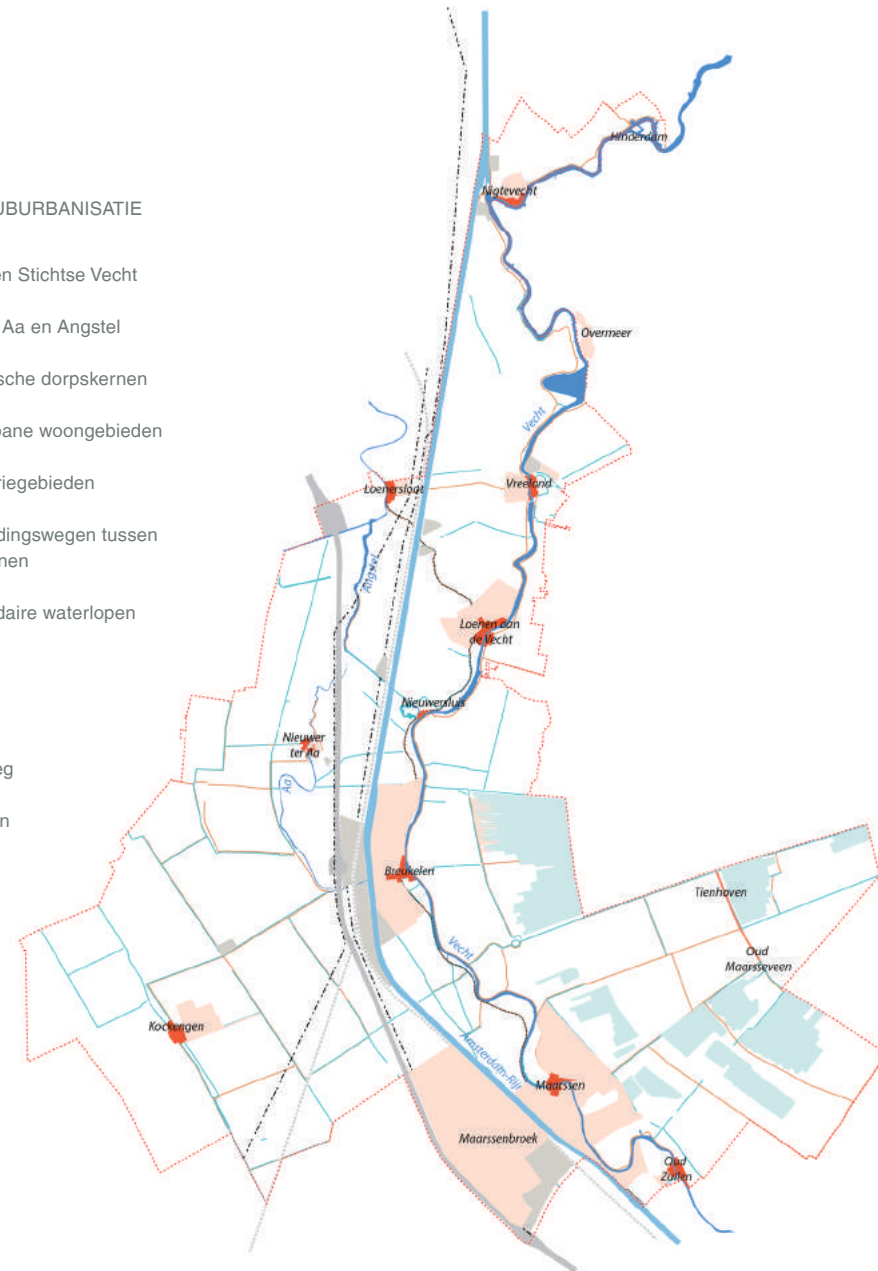 UBURBANISATIE
en Stichtse Vecht
Aa en Angstel
sche dorpskernen
bane woongebieden
riegebieden
dingswegen tussen
nen
daire waterlopen
eg
n
Hinderdam
Nigtevecht
Overmeer
Vecht
Loenersloot
Vreeland
Angstel
Loenen aan
de Vecht
Nieuwersluis
Nieuwer
ter Aa
Aa
Breukelen
Tienhoven
Vecht
Oud
Maarsseveen
Kockengen
Amsterdam-Rijn
Maarssen
Maarssenbroek
Oud
Zuilen